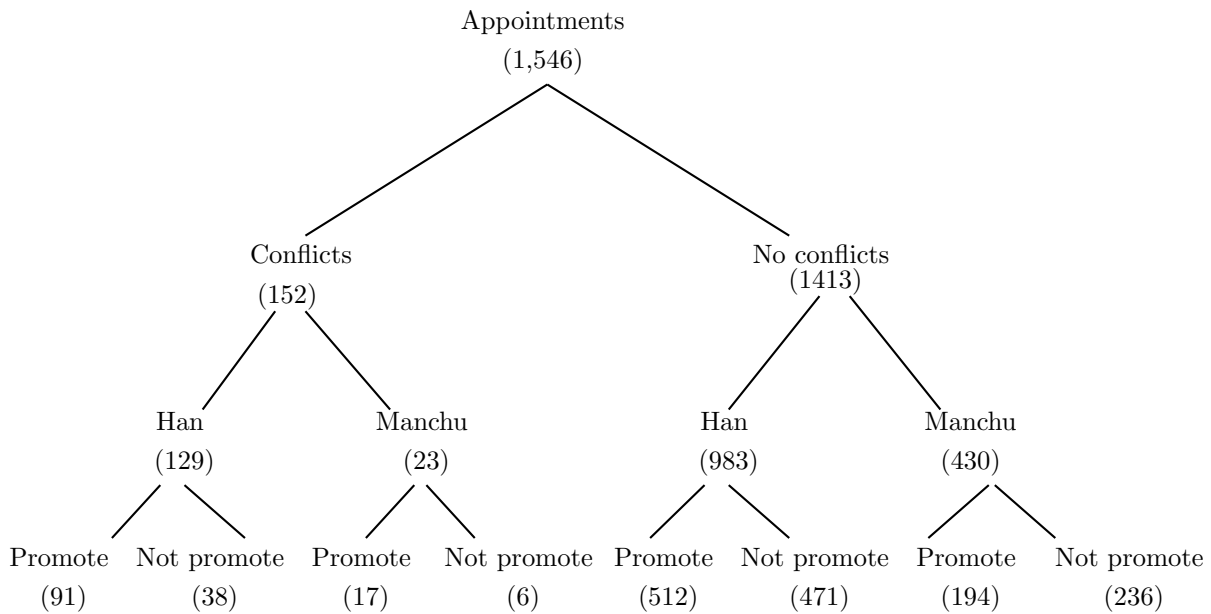 Appointments
(1,546)
Conflicts
(152)
No conflicts
(1413)
Han
(129)
Manchu
(23)
Han
(983)
Manchu
(430)
Promote
(91)
Not promote
(38)
Promote
(17)
Not promote
(6)
Promote
(512)
Not promote
(471)
Promote
(194)
Not promote
(236)